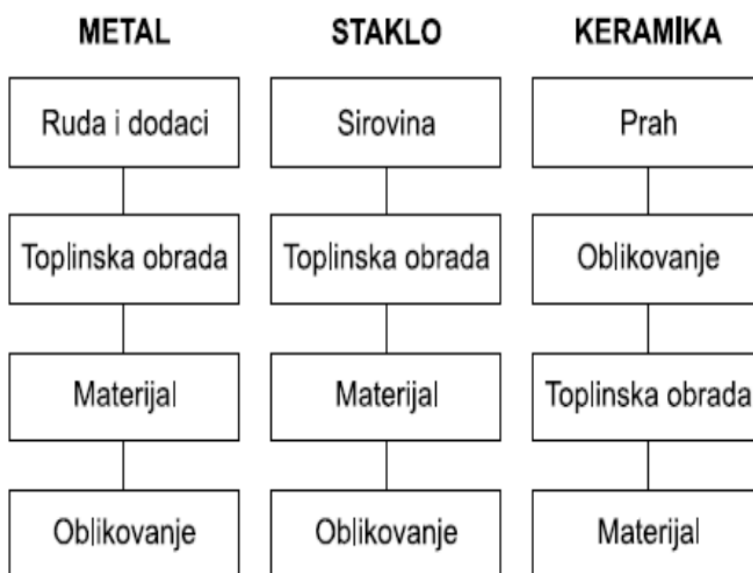 METAL
Ruda i dodaci
Toplinska obrada
Materijal
Oblikovanje
STAKLO
Sirovina
Toplinska obrada
Materijal
Oblikovanje
KERAMIKA
Prah
Oblikovanje
Toplinska obrada
Materijal